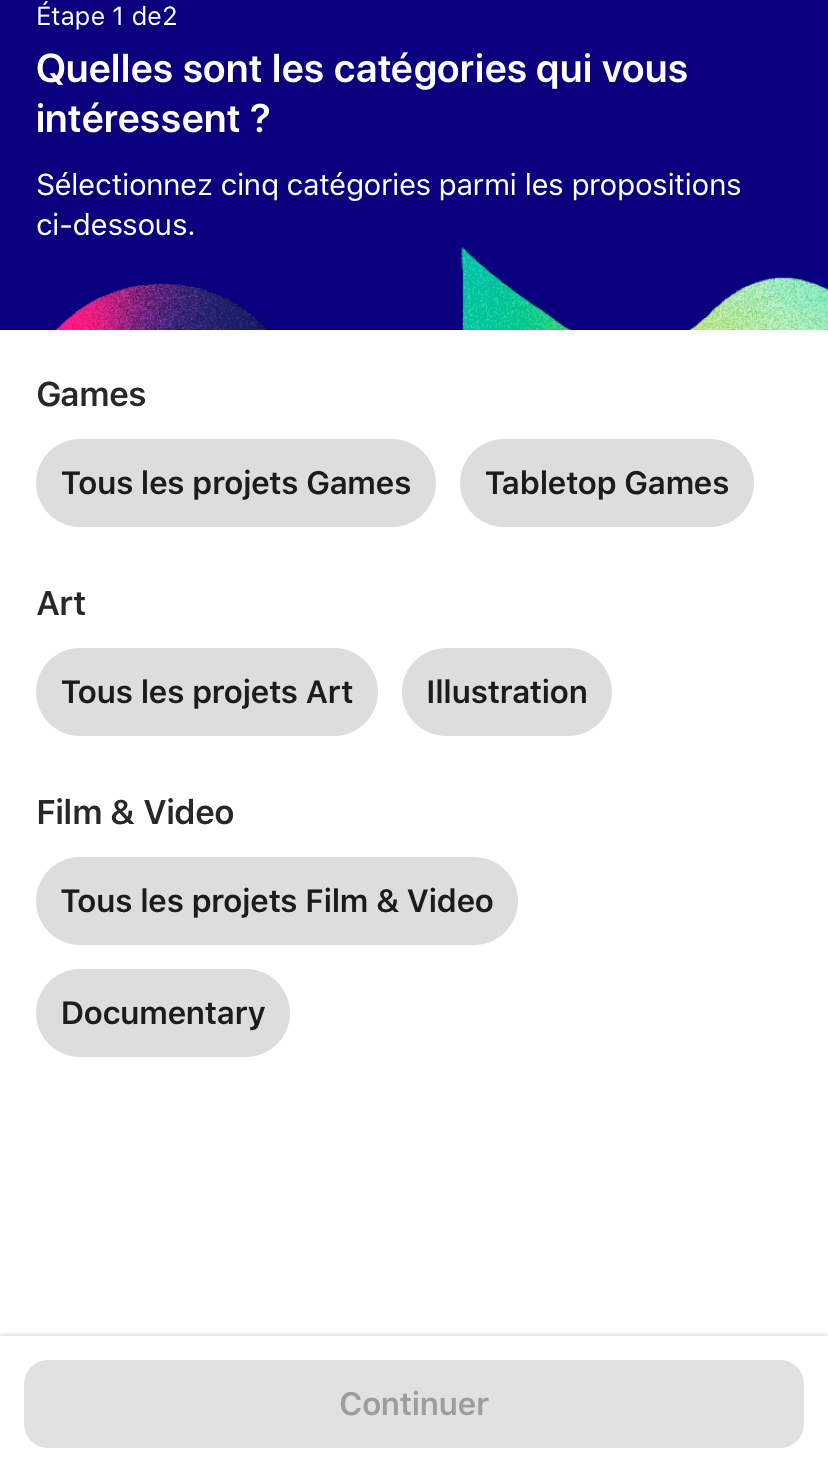 Étape 1 de2
Quelles sont les catégories qui vous
intéressent ?
Sélectionnez cinq catégories parmi les propositions
ci-dessous.
Games
Tous les projets Games
Tabletop Games
Art
Tous les projets Art
Illustration
Film & Video
Tous les projets Film & Video
Documentary
Continuer